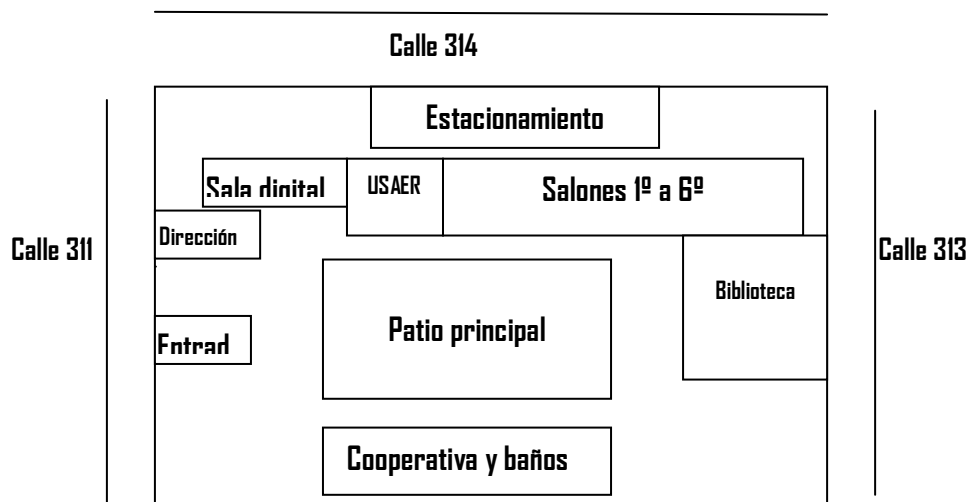 Calle 314
Estacionamiento
Sala digital
USAER
Salones 1º a 6º
Dirección
Calle 311
Calle 313
Biblioteca
Patio principal
Entrad
Cooperativa y baños